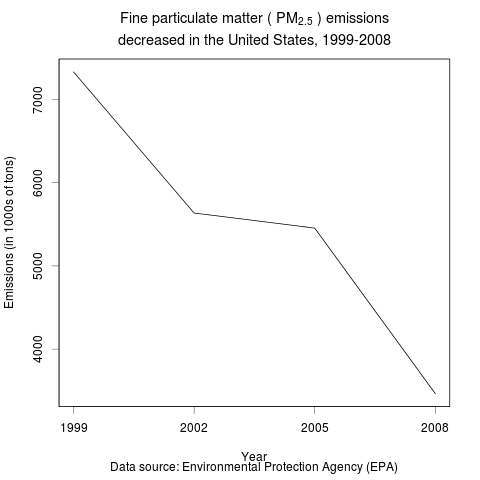 Fine particulate matter ( PM2.5 ) emissions
decreased in the United States, 1999-2008
Emissions (in 1000s of tons)
7000
6000
5000
4000
1999 2002 2005 2008
Year
Data source: Environmental Protection Agency (EPA)